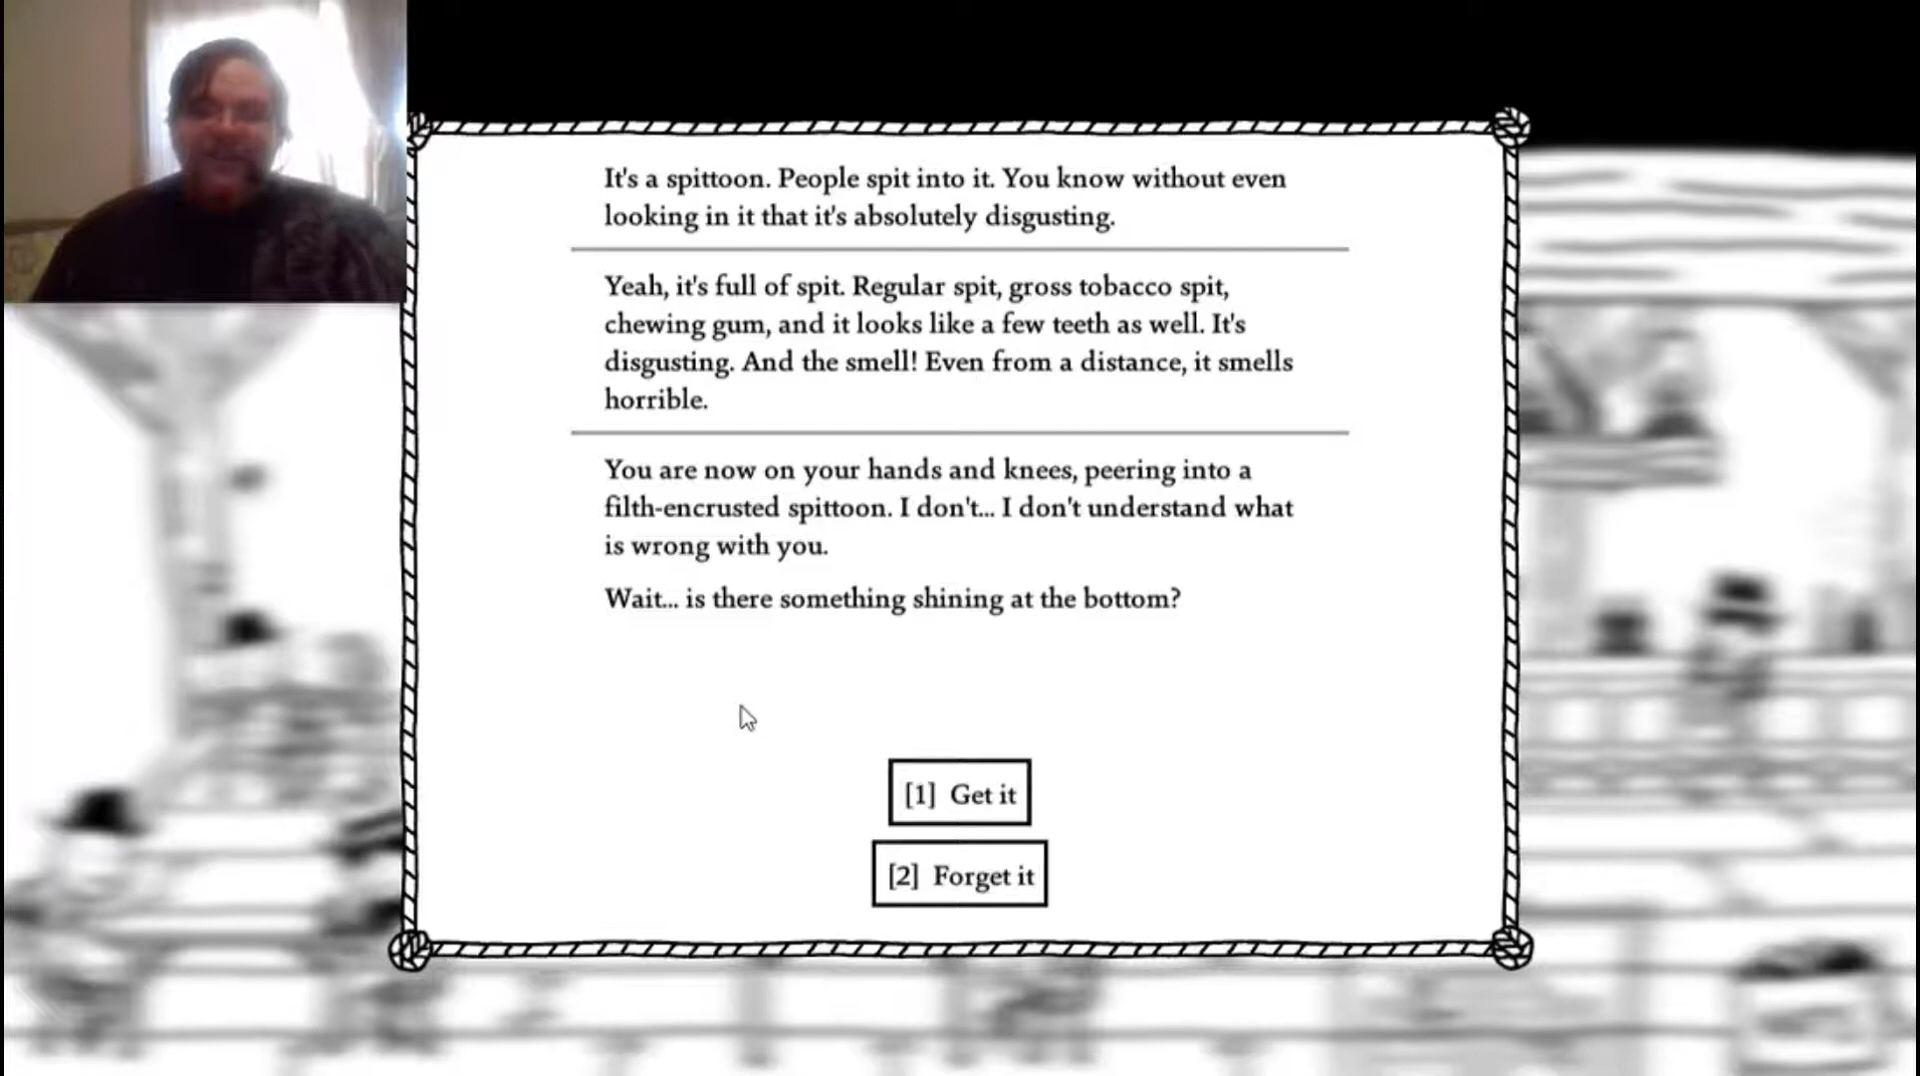 It's a spittoon. People spit into it. You know without even
looking in it that it's absolutely disgusting.
Yeah, it's full of spit. Regular spit, gross tobacco spit,
chewing gum, and it looks like a few teeth as well. It's
disgusting. And the smell! Even from a distance, it smells
horrible.
You are now on your hands and knees, peering into a
filth-encrusted spittoon. I don't... I don't understand what
is wrong with you.
Wait... is there something shining at the bottom?
[1] Get it
[2] Forget it